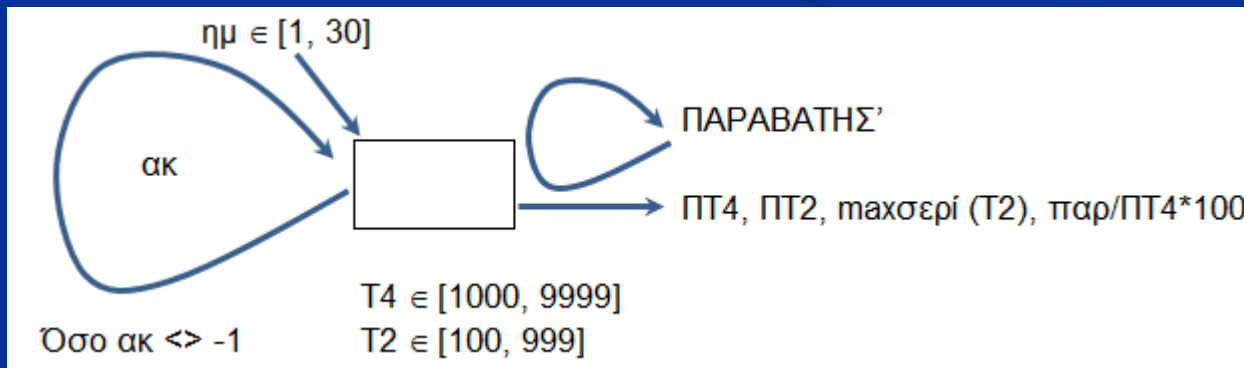 ημ ∈ [1, 30]
ΠΑΡΑΒΑΤΗΣ’
ακ
ΠΤ4, ΠΤ2, maxσερί (Τ2), παρ/ΠΤ4*100
Τ4 ∈ [1000, 9999]
Όσο ακ <> -1
Τ2 ∈ [100, 999]